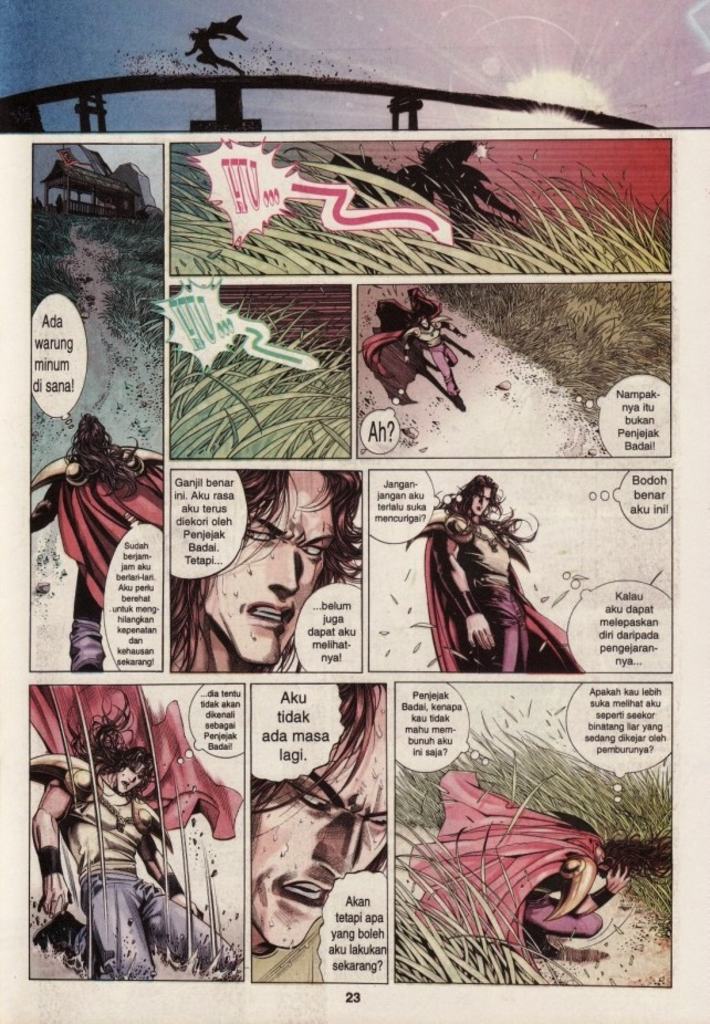 HU...
Ada
warung
minum
di sana!
HU...
Ah?
Nampak-
nya itu
bukan
Penjejak
Badai!
Sudah
berjam-
jam aku
berlari-lari.
Aku perlu
berehat
untuk meng-
hilangkan
kepenatan
dan
kehausan
sekarang!
Ganjil benar
ini. Aku rasa
aku terus
diekori oleh
Penjejak
Badai.
Tetapi...
...belum
juga
dapat aku
melihat-
nya!
Jangan-
jangan aku
terlalu suka
mencurigai?
Bodoh
benar
aku ini!
Kalau
aku dapat
melepaskan
diri daripada
pengejaran-
nya...
...dia tentu
tidak akan
dikenali
sebagai
Penjejak
Badai!
Aku
tidak
ada masa
lagi.
Akan
tetapi apa
yang boleh
aku lakukan
sekarang?
Penjejak
Badai, kenapa
kau tidak
mahu mem-
bunuh aku
ini saja?
Apakah kau lebih
suka melihat aku
seperti seekor
binatang liar yang
sedang dikejar oleh
pemburunya?
23